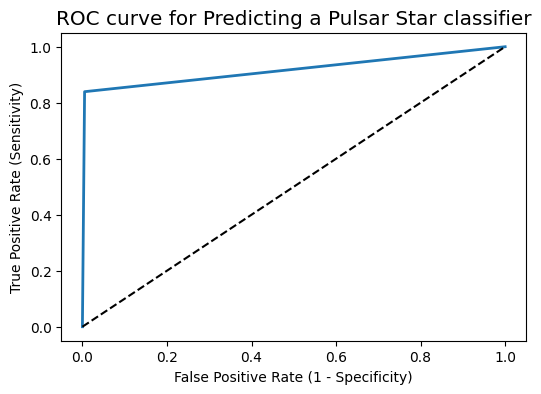 ROC curve for Predicting a Pulsar Star classifier
1.0
0.8
0.6
0.4
0.2
0.0
True Positive Rate (Sensitivity)
0.0 0.2 0.4 0.6 0.8 1.0
False Positive Rate (1 - Specificity)